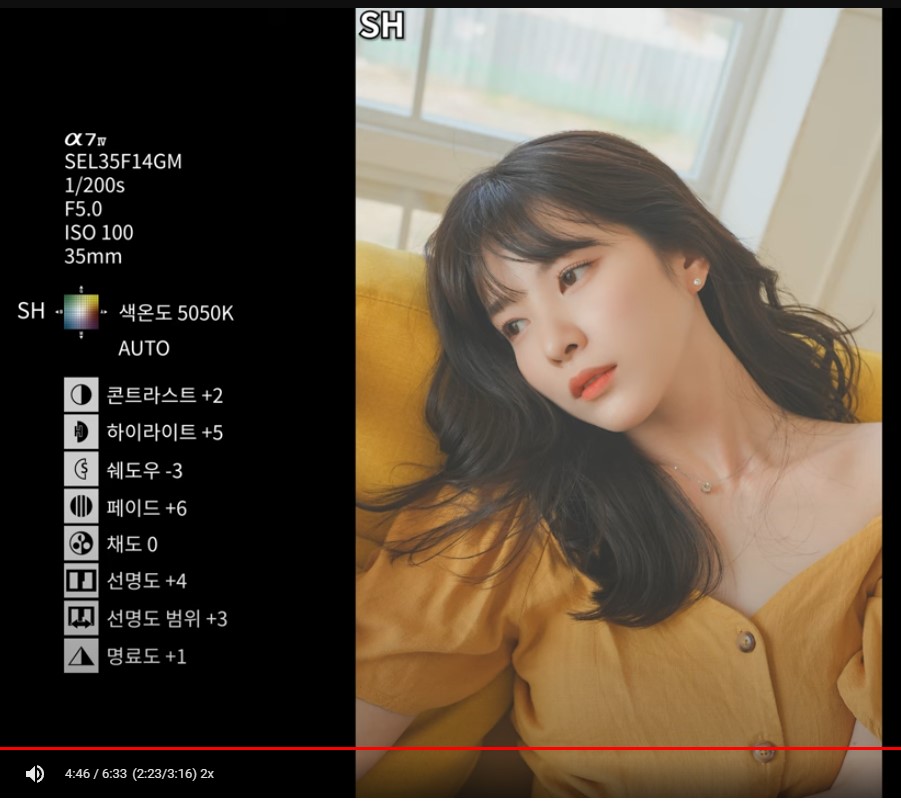 SH
α7Ⅳ
SEL35F14GM
1/200s
F5.0
ISO 100
35mm
SH
색온도 5050K
AUTO
콘트라스트 +2
하이라이트 +5
쉐도우 -3
페이드 +6
채도 0
선명도 +4
선명도 범위 +3
명료도 +1
4:46 / 6:33 (2:23/3:16) 2x